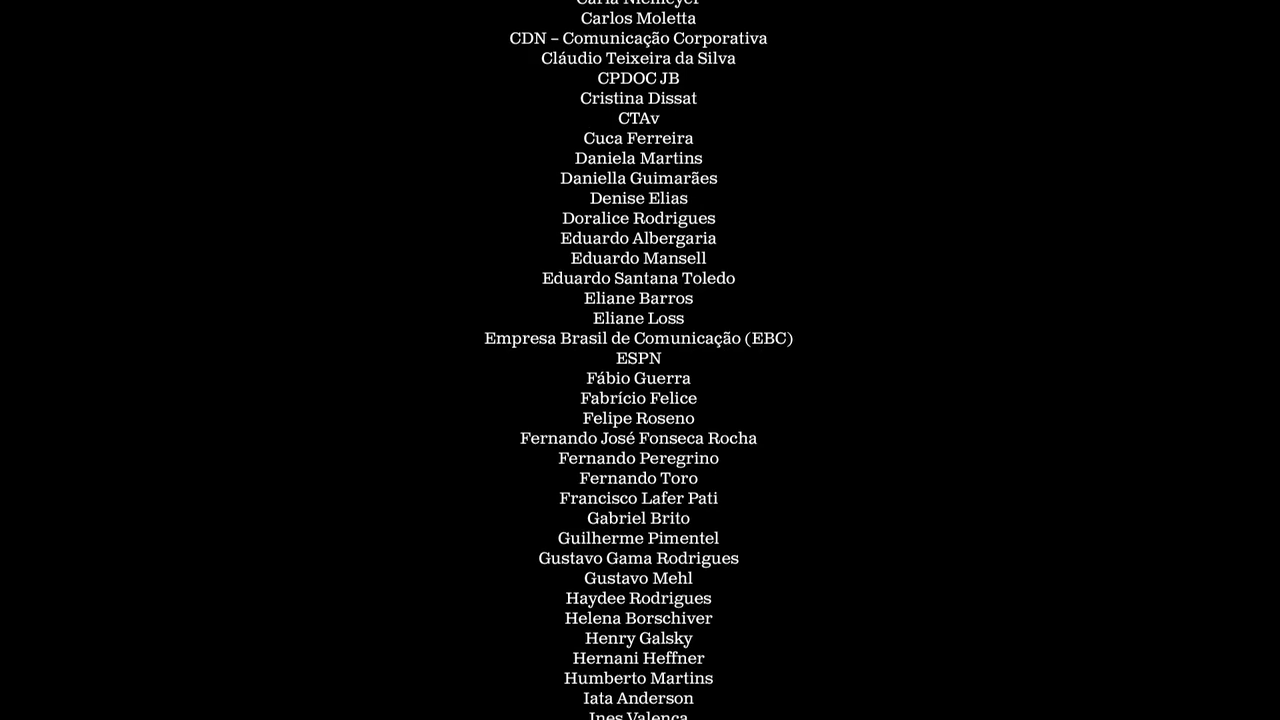 Carla Niemeyer
Carlos Moletta
CDN – Comunicação Corporativa
Cláudio Teixeira da Silva
CPDOC JB
Cristina Dissat
CTAv
Cuca Ferreira
Daniela Martins
Daniella Guimarães
Denise Elias
Doralice Rodrigues
Eduardo Albergaria
Eduardo Mansell
Eduardo Santana Toledo
Eliane Barros
Eliane Loss
Empresa Brasil de Comunicação (EBC)
ESPN
Fábio Guerra
Fabrício Felice
Felipe Roseno
Fernando José Fonseca Rocha
Fernando Peregrino
Fernando Toro
Francisco Lafer Pati
Gabriel Brito
Guilherme Pimentel
Gustavo Gama Rodrigues
Gustavo Mehl
Haydee Rodrigues
Helena Borschiver
Henry Galsky
Hernani Heffner
Humberto Martins
Iata Anderson
Ines Valença